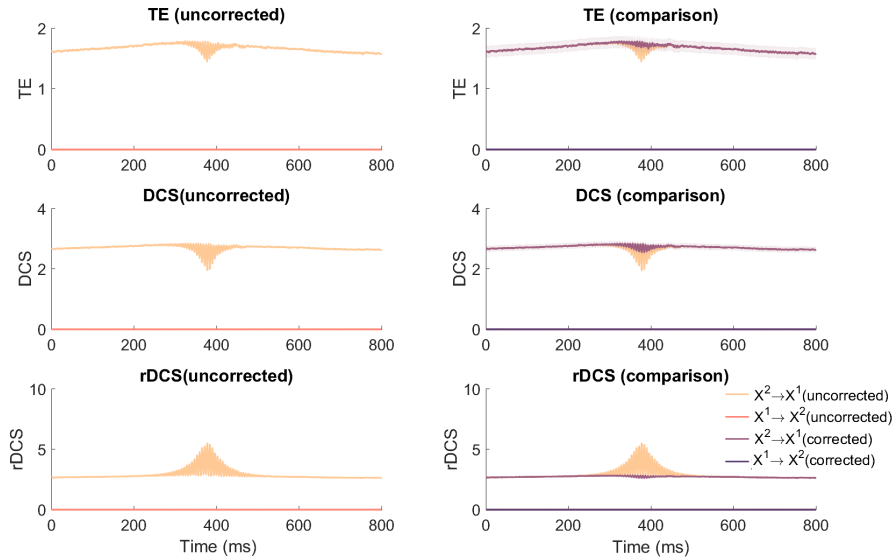 TE (uncorrected)
2
1
0
TE
0 200 400 600 800
TE (comparison)
2
1
0
TE
0 200 400 600 800
DCS(uncorrected)
4
2
0
DCS
0 200 400 600 800
DCS (comparison)
4
2
0
DCS
0 200 400 600 800
rDCS(uncorrected)
10
5
0
rDCS
0 200 400 600 800
Time (ms)
rDCS (comparison)
10
5
0
rDCS
0 200 400 600 800
Time (ms)
X²→X¹(uncorrected)
X¹→ X²(uncorrected)
X²→X¹(corrected)
X¹→ X²(corrected)